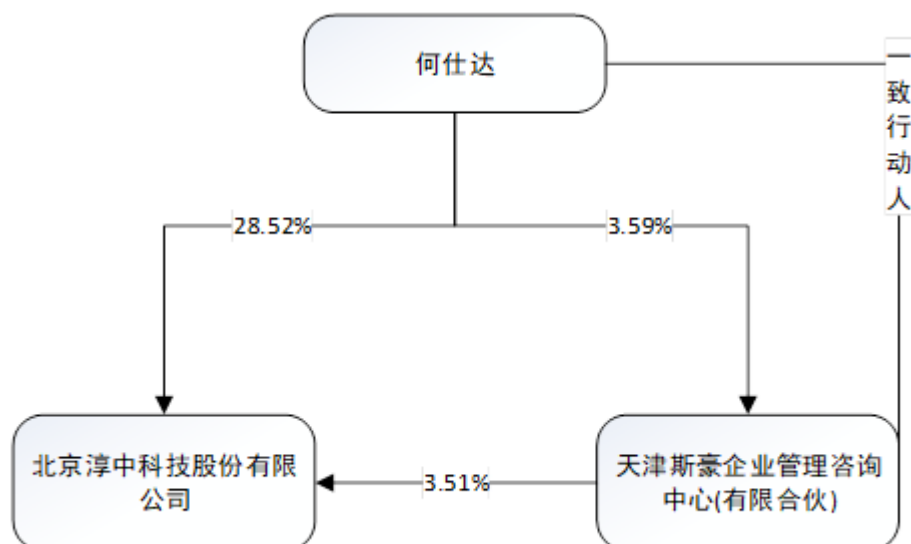 何仕达
一
致
行
动
人
28.52%
3.59%
北京淳中科技股份有限
公司
3.51%
天津斯豪企业管理咨询
中心(有限合伙)